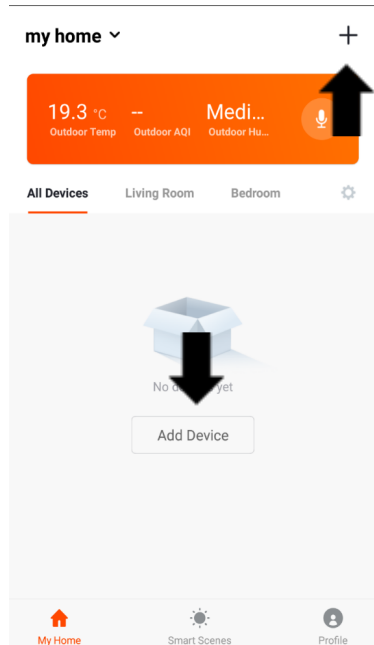 my home
19.3 °C -- Medi...
Outdoor Temp Outdoor AQI Outdoor Hu...
All Devices Living Room Bedroom
No yet
Add Device
My Home Smart Scenes Profile